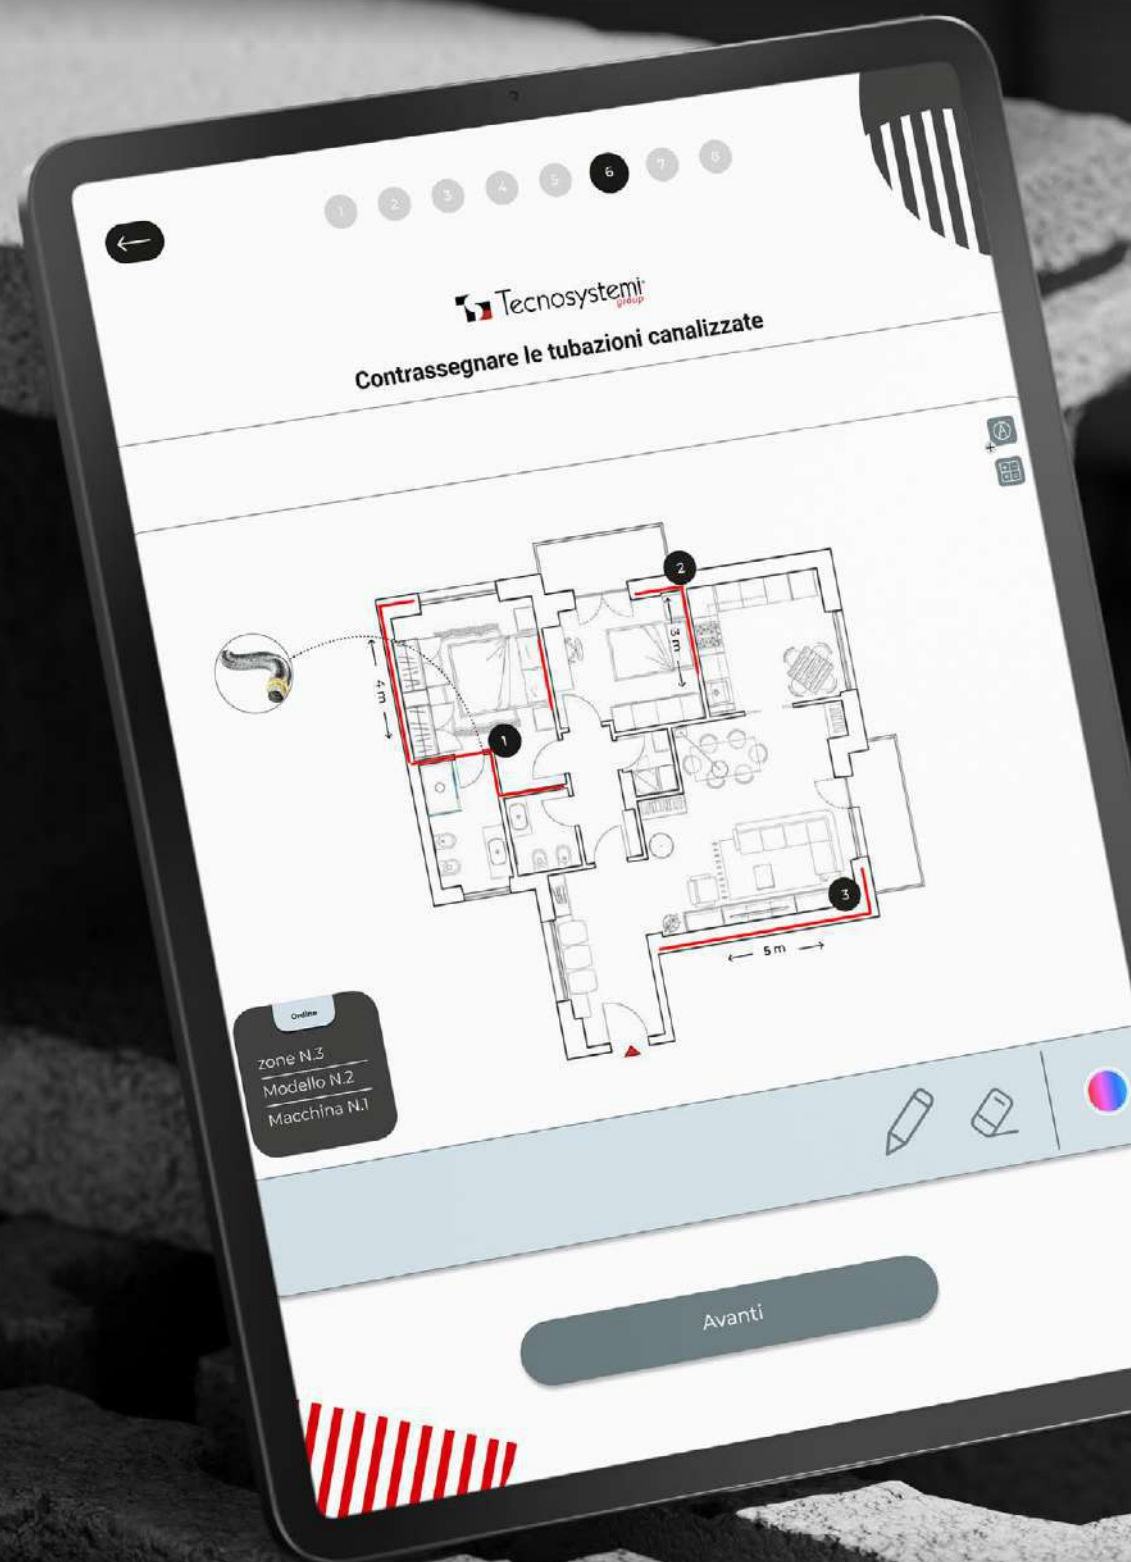 1 2 3 4 5 6 7 8
Tecnosystemi
group
Contrassegnare le tubazioni canalizzate
A
2
3 m
4 m
1
3
5 m
Ordine
zone N.3
Modello N.2
Macchina N.1
Avanti